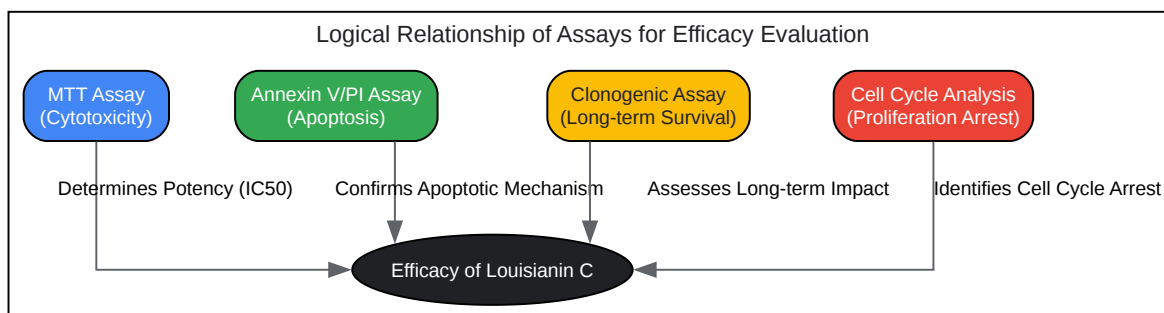 Logical Relationship of Assays for Efficacy Evaluation
MTT Assay
(Cytotoxicity)
Annexin V/PI Assay
(Apoptosis)
Clonogenic Assay
(Long-term Survival)
Cell Cycle Analysis
(Proliferation Arrest)
Determines Potency (IC50)
Confirms Apoptotic Mechanism
Assesses Long-term Impact
Identifies Cell Cycle Arrest
Efficacy of Louisianin C